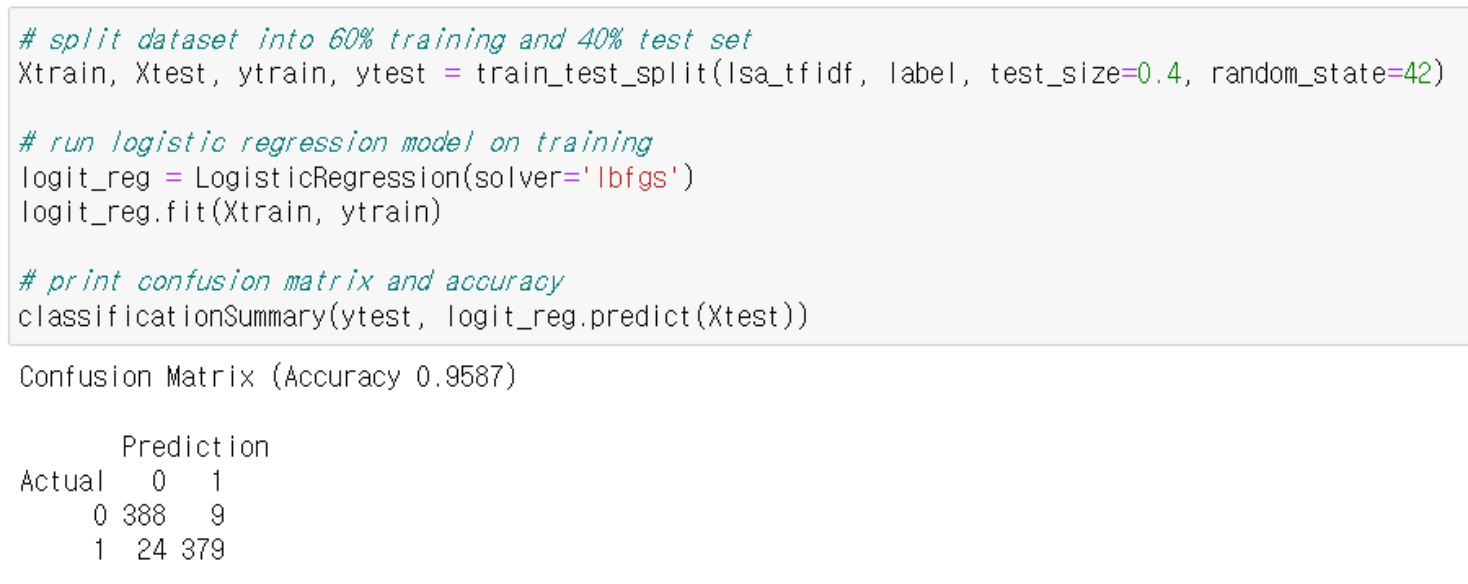 # split dataset into 60% training and 40% test set
Xtrain, Xtest, ytrain, ytest = train_test_split(lsa_tfidf, label, test_size=0.4, random_state=42)
# run logistic regression model on training
logit_reg = LogisticRegression(solver='lbfgs')
logit_reg.fit(Xtrain, ytrain)
# print confusion matrix and accuracy
classificationSummary(ytest, logit_reg.predict(Xtest))
Confusion Matrix (Accuracy 0.9587)
Prediction
Actual 0 1
0 388 9
1 24 379